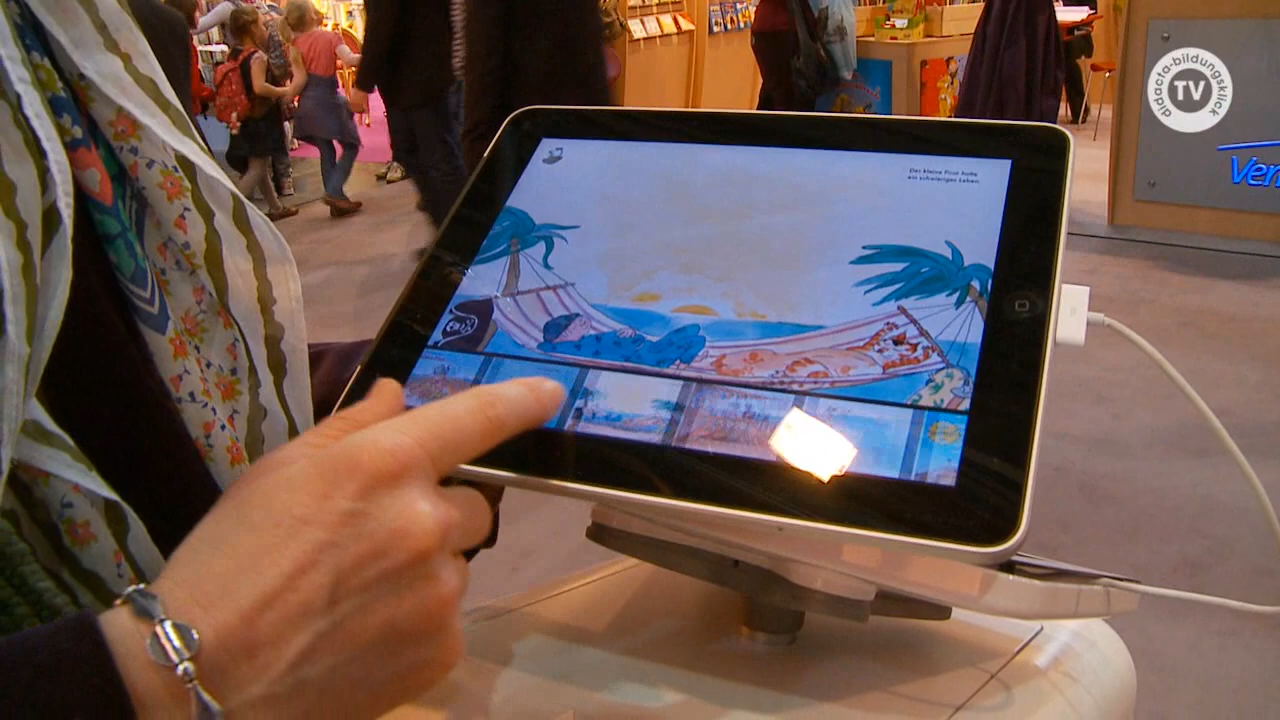 Der kleine Pirat hatte
ein schwieriges Leben.
didacta-bildungsklick
TV
Ver